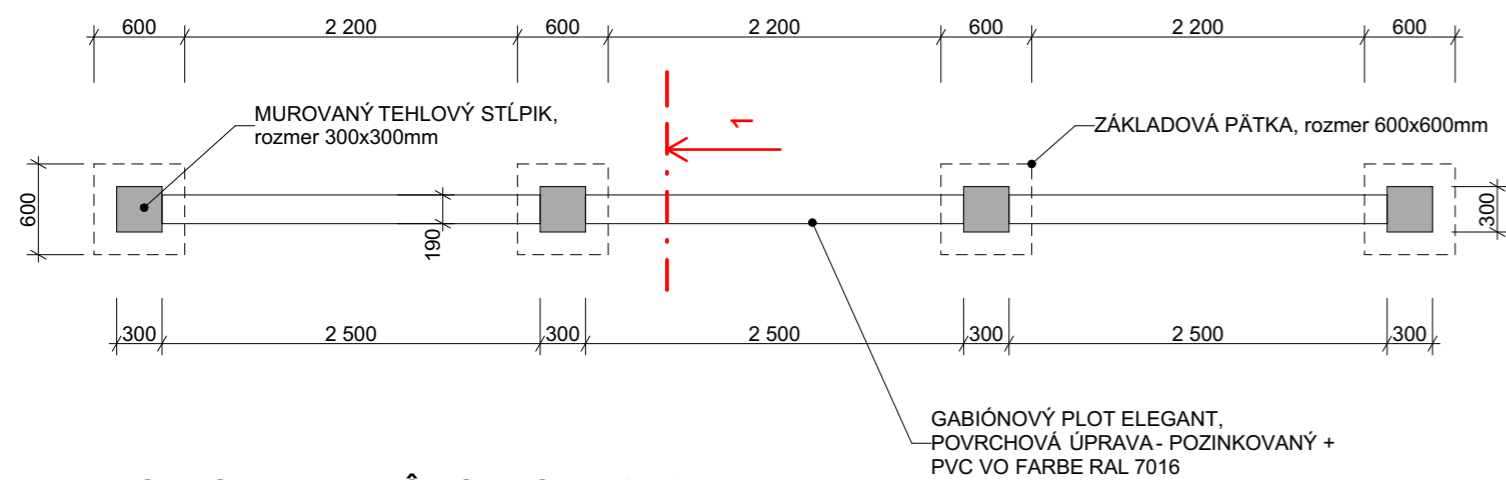 600 2 200 600 2 200 600 2 200 600
MUROVANÝ TEHLOVÝ STĹPIK,
rozmer 300x300mm
1
ZÁKLADOVÁ PÄTKA, rozmer 600x600mm
600
190
300
300 2 500 300 2 500 300 2 500 300
GABIÓNOVÝ PLOT ELEGANT,
POVRCHOVÁ ÚPRAVA - POZINKOVANÝ +
PVC VO FARBE RAL 7016